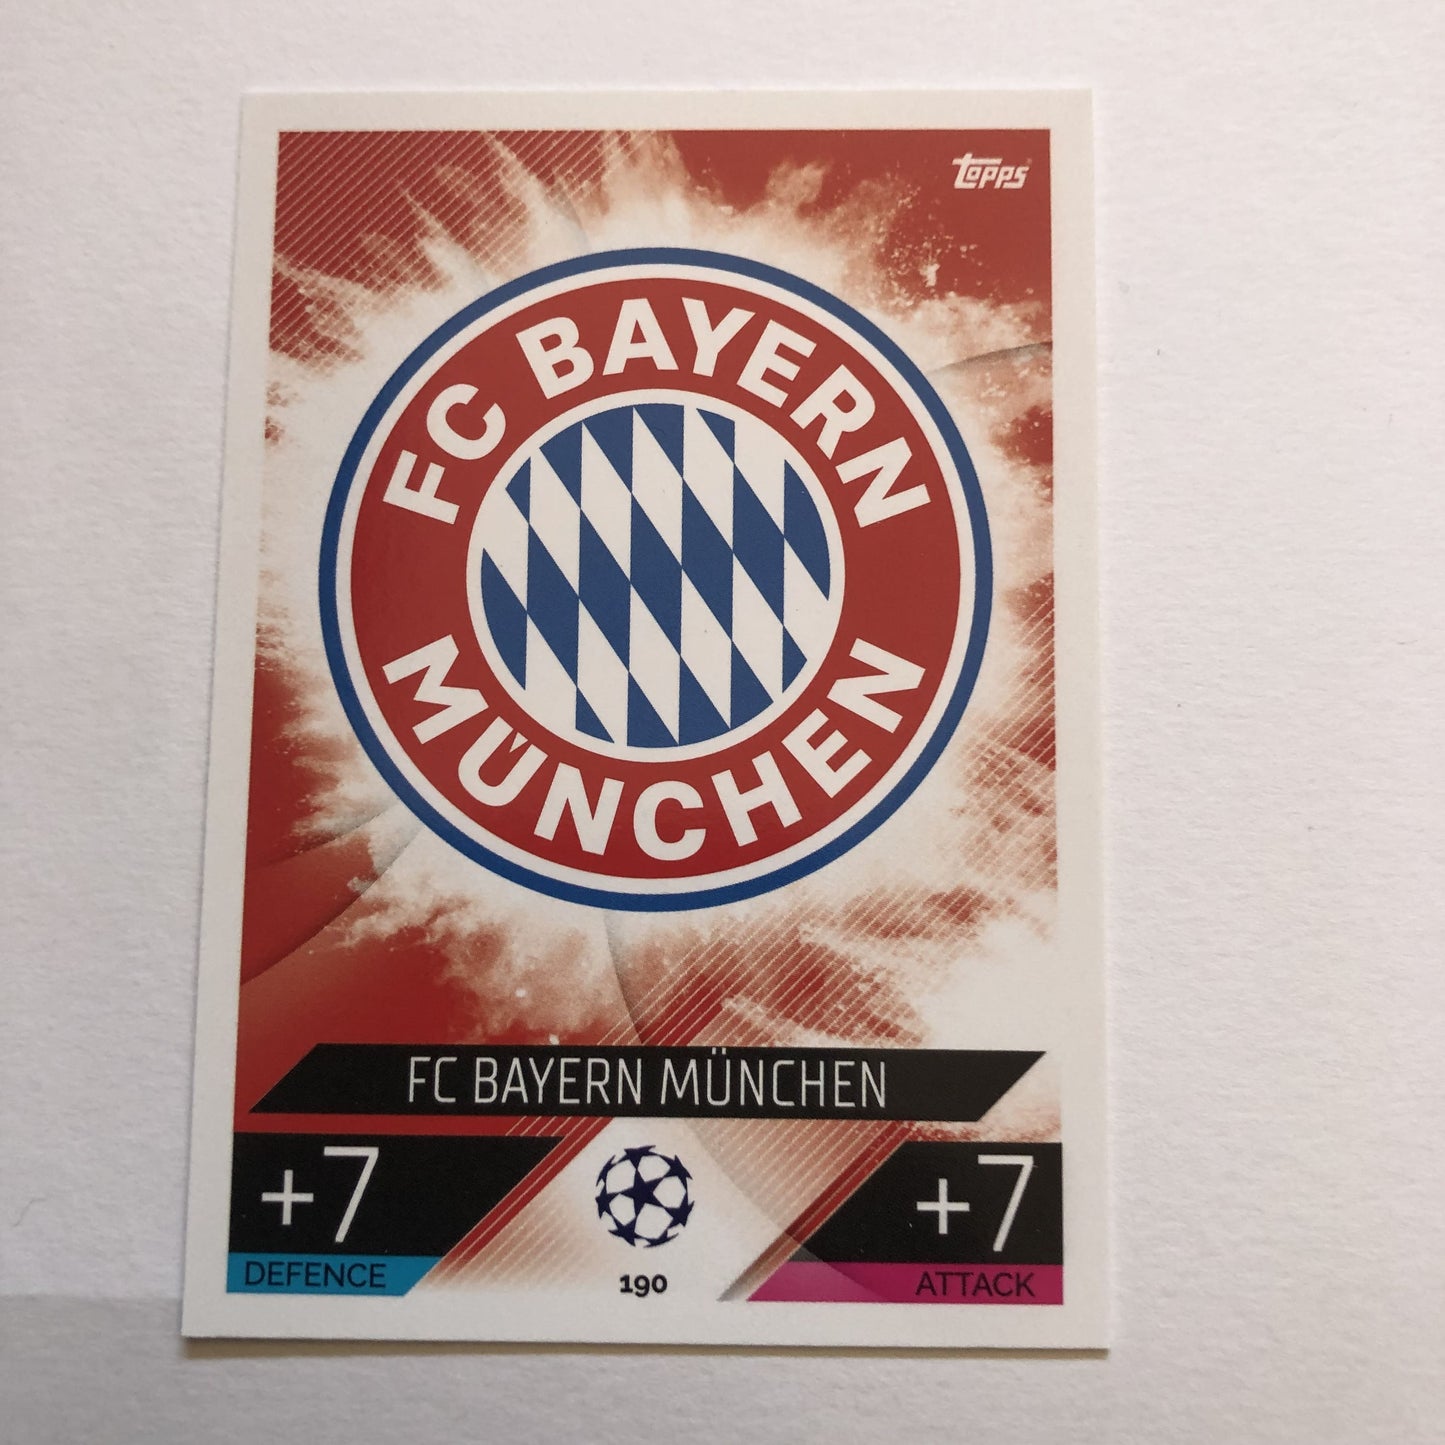 topps
FC BAYERN
MÜNCHEN
FC BAYERN MÜNCHEN
+7
+7
DEFENCE
190
ATTACK